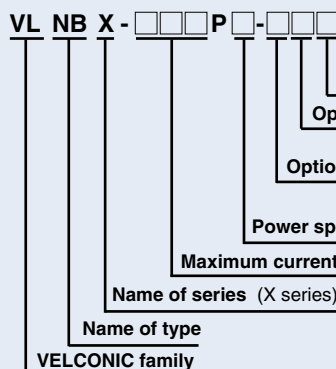 VL NB X - □□□ P □ - □□□
Op
Optio
Power sp
Maximum current
Name of series (X series)
Name of type
VELCONIC family